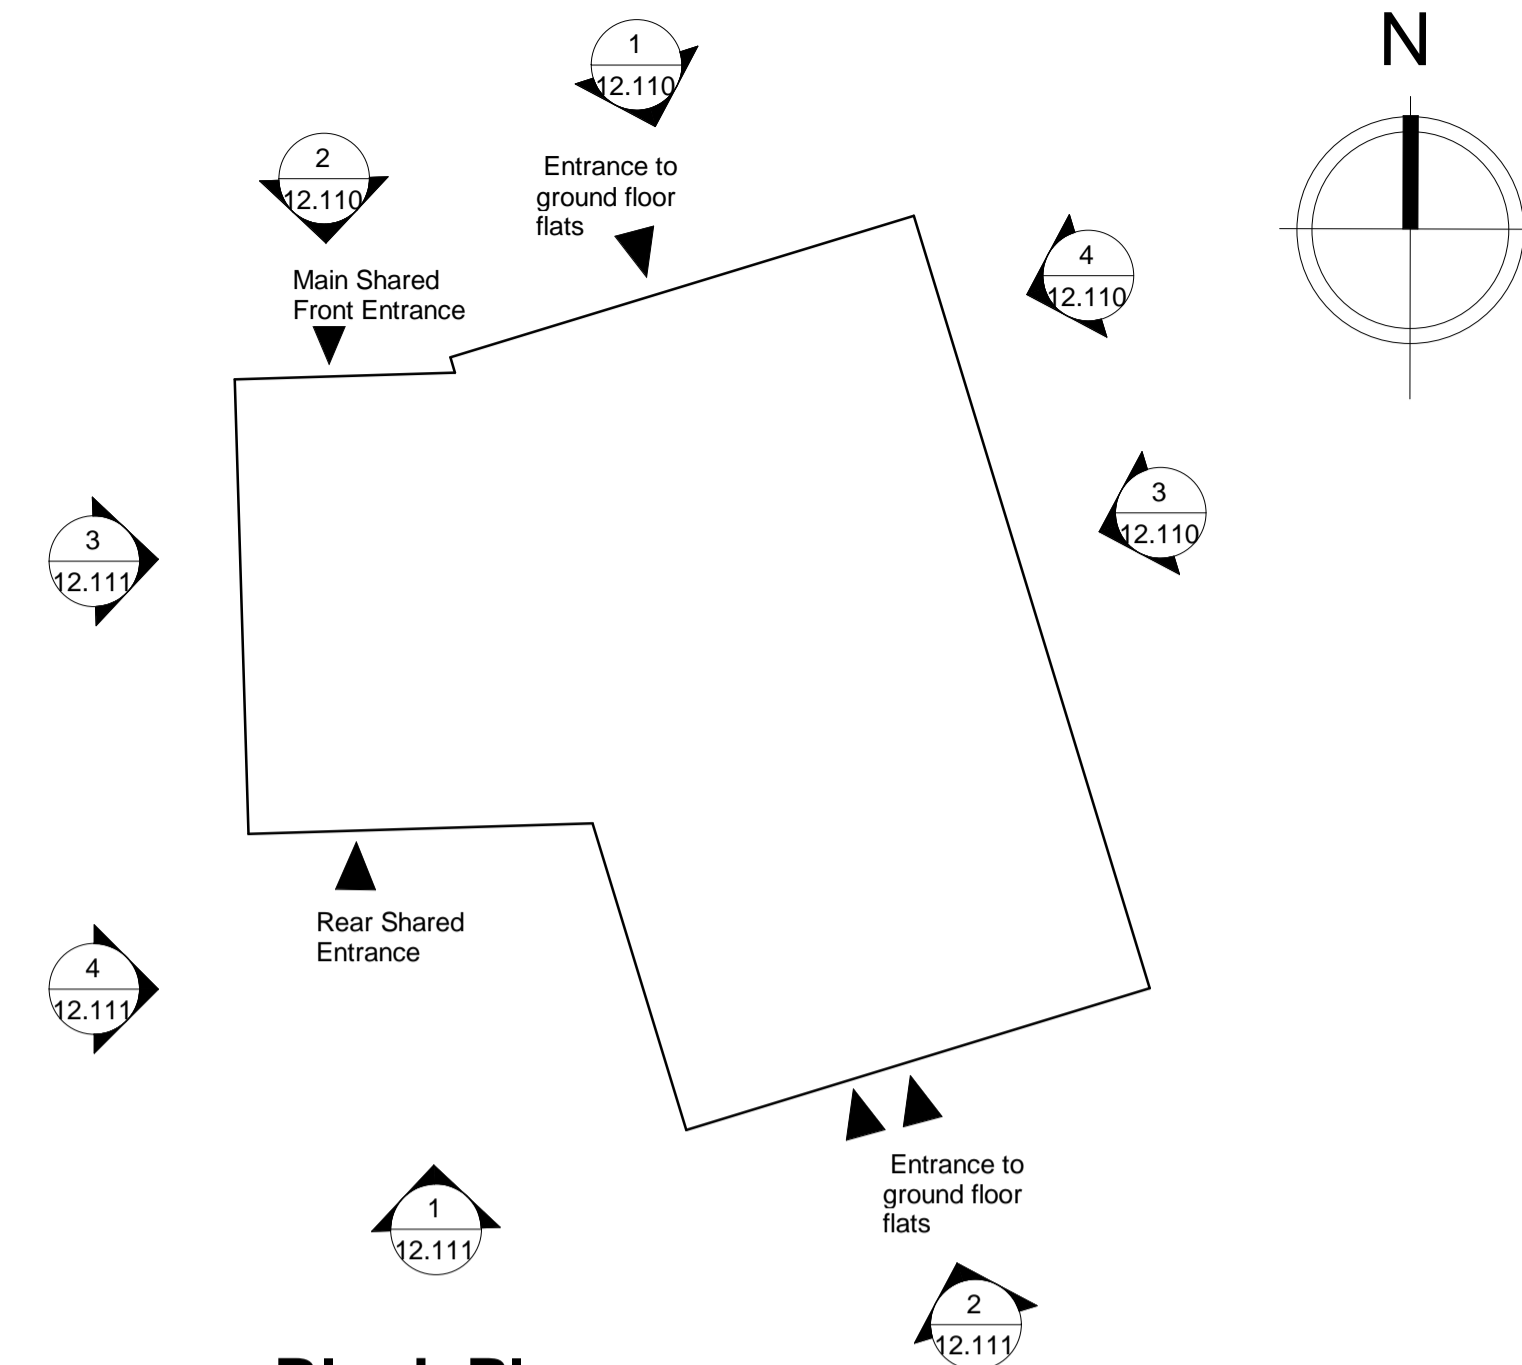 N
1
12.110
2
12.110
Entrance to
ground floor
flats
Main Shared
Front Entrance
4
12.110
3
12.110
3
12.111
Rear Shared
Entrance
4
12.111
Entrance to
ground floor
flats
1
12.111
2
12.111